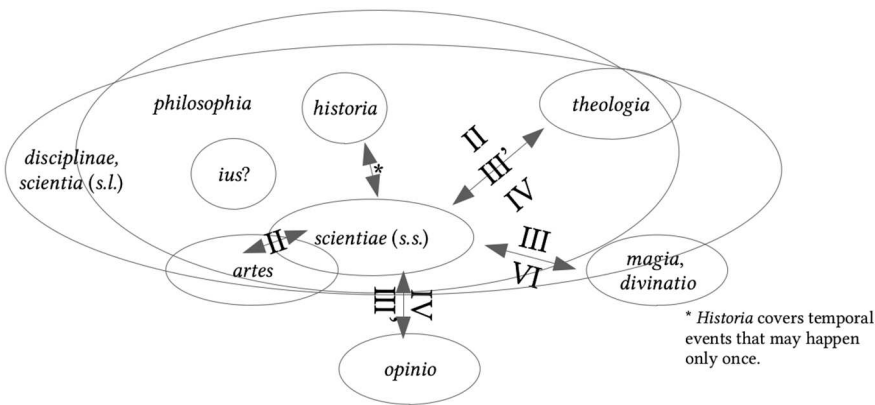 philosophia
historia
theologia
disciplinae,
scientia (s.l.)
ius?
*
II
III’
IV
scientiae (s.s.)
II
artes
III
VI
magia,
divinatio
III’
IV
opinio
* Historia covers temporal
events that may happen
only once.